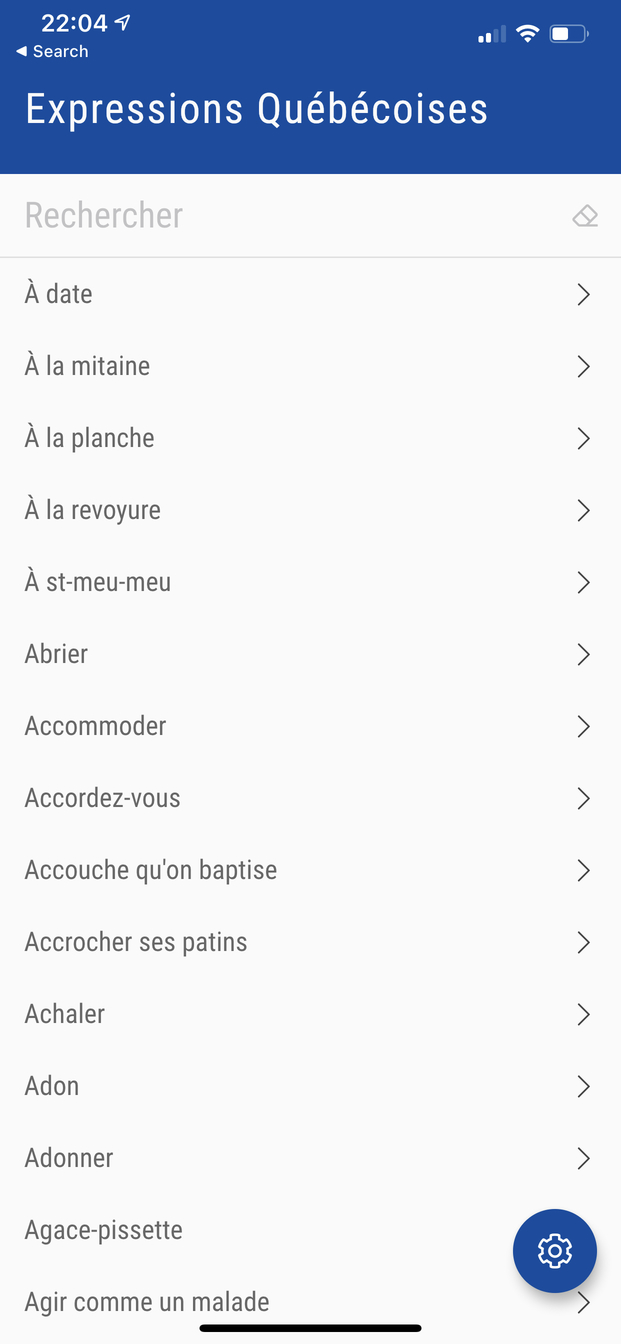 22:04
Search
Expressions Québécoises
Rechercher
À date
À la mitaine
À la planche
À la revoyure
À st-meu-meu
Abrier
Accommoder
Accordez-vous
Accouche qu'on baptise
Accrocher ses patins
Achaler
Adon
Adonner
Agace-pissette
Agir comme un malade